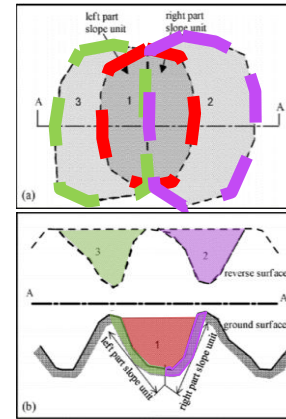 left part
slope unit
right part
slope unit
3
1
2
A
A
(a)
3
2
reverse surface
A
A
ground surface
1
left part slope unit
right part slope unit
(b)